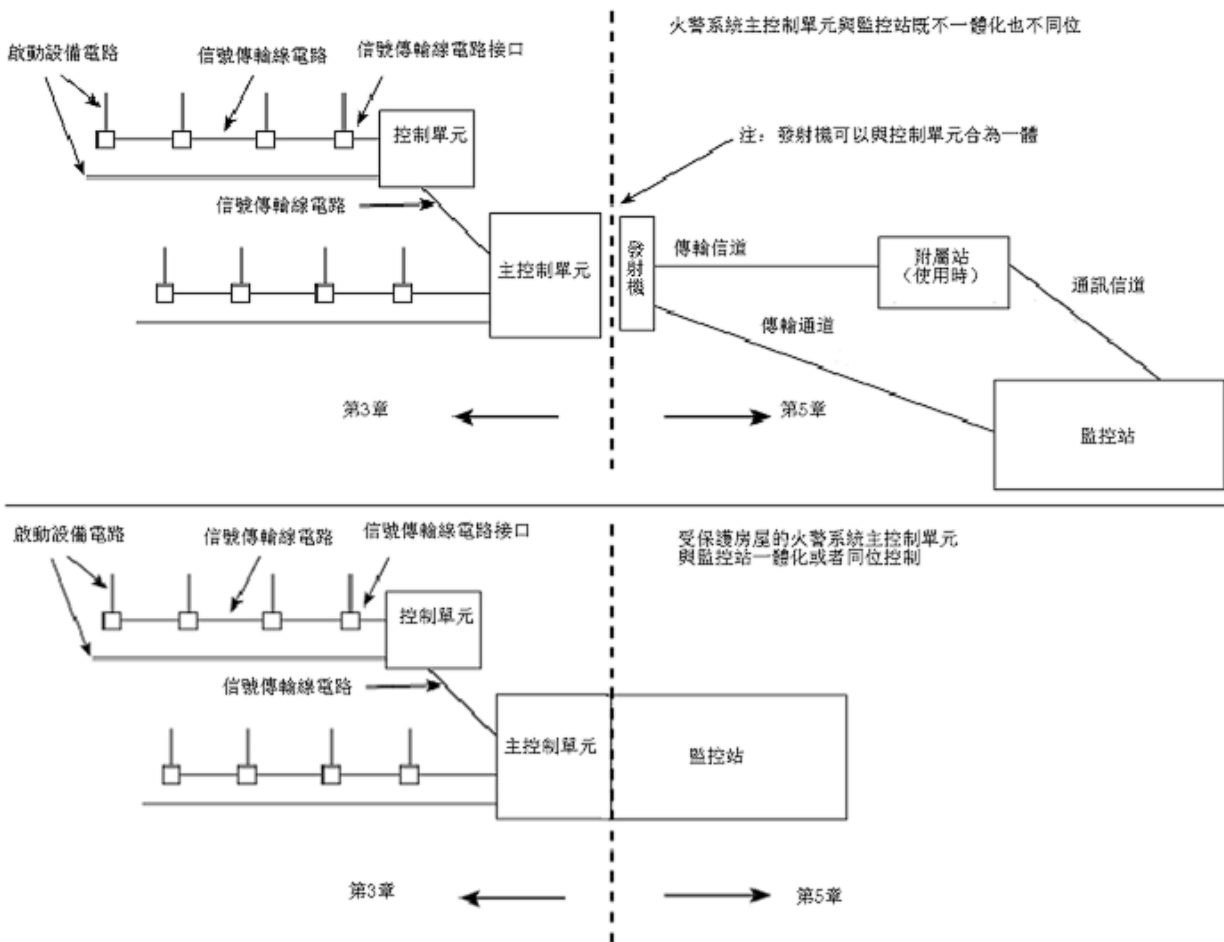 火警系統主控制單元與監控站既不一體化也不同位
啟動設備電路
信號傳輸線電路
信號傳輸線電路接口
控制單元
注：發射機可以與控制單元合為一體
信號傳輸線電路
主控制單元
發射機
傳輸信道
附屬站
（使用時）
通訊信道
傳輸通道
監控站
第3章
第5章
啟動設備電路
信號傳輸線電路
信號傳輸線電路接口
受保護房屋的火警系統主控制單元
與監控站一體化或者同位控制
控制單元
信號傳輸線電路
主控制單元
監控站
第3章
第5章